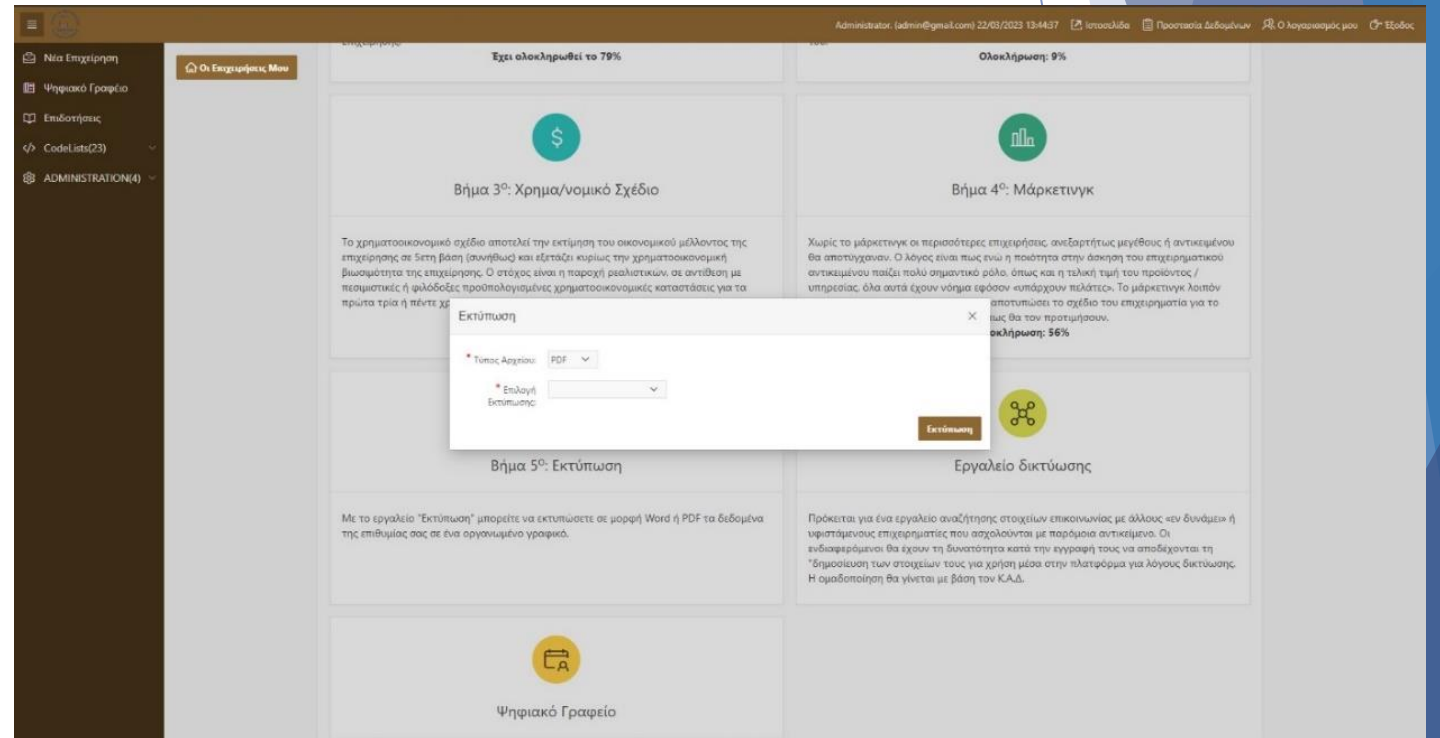 Administrator. (admin@gmail.com) 22/03/2023 13:44:37 Ιστοσελίδα Προστασία Δεδομένων Ο λογαριασμός μου Έξοδος
Νέα Επιχείρηση
Ψηφιακό Γραφείο
Επιδοτήσεις
CodeLists(23)
ADMINISTRATION(4)
Οι Επιχειρήσεις Μου
Έχει ολοκληρωθεί το 79%
Ολοκλήρωση: 9%
Βήμα 3º: Χρημα/νομικό Σχέδιο
Το χρηματοοικονομικό σχέδιο αποτελεί την εκτίμηση του οικονομικού μέλλοντος της
επιχείρησης σε 5ετη βάση (συνήθως) και εξετάζει κυρίως την χρηματοοικονομική
βιωσιμότητα της επιχείρησης. Ο στόχος είναι η παροχή ρεαλιστικών, σε αντίθεση με
πεσιμιστικές ή φιλόδοξες προϋπολογισμένες χρηματοοικονομικές καταστάσεις για τα
πρώτα τρία ή πέντε
Βήμα 4º: Μάρκετινγκ
Χωρίς το μάρκετινγκ οι περισσότερες επιχειρήσεις, ανεξαρτήτως μεγέθους ή αντικειμένου
θα αποτύγχαναν. Ο λόγος είναι πως ενώ η ποιότητα στην άσκηση του επιχειρηματικού
αντικειμένου παίζει πολύ σημαντικό ρόλο, όπως και η τελική τιμή του προϊόντος /
υπηρεσίας, όλα αυτά έχουν νόημα εφόσον «υπάρχουν πελάτες». Το μάρκετινγκ λοιπόν
αποτυπώσει το σχέδιο του επιχειρηματία για το
πως θα τον προτιμήσουν.
οκλήρωση: 56%
Εκτύπωση
* Τύπος Αρχείου: PDF
* Επιλογή
Εκτύπωσης:
Εκτύπωση
Βήμα 5º: Εκτύπωση
Με το εργαλείο "Εκτύπωση" μπορείτε να εκτυπώσετε σε μορφή Word ή PDF τα δεδομένα
της επιθυμίας σας σε ένα οργανωμένο γραφικό.
Εργαλείο δικτύωσης
Πρόκειται για ένα εργαλείο αναζήτησης στοιχείων επικοινωνίας με άλλους «εν δυνάμει» ή
υφιστάμενους επιχειρηματίες που ασχολούνται με παρόμοια αντικείμενο. Οι
ενδιαφερόμενοι θα έχουν τη δυνατότητα κατά την εγγραφή τους να αποδέχονται τη
"δημοσίευση των στοιχείων τους για χρήση μέσα στην πλατφόρμα για λόγους δικτύωσης.
Η ομαδοποίηση θα γίνεται με βάση τον Κ.Α.Δ.
Ψηφιακό Γραφείο